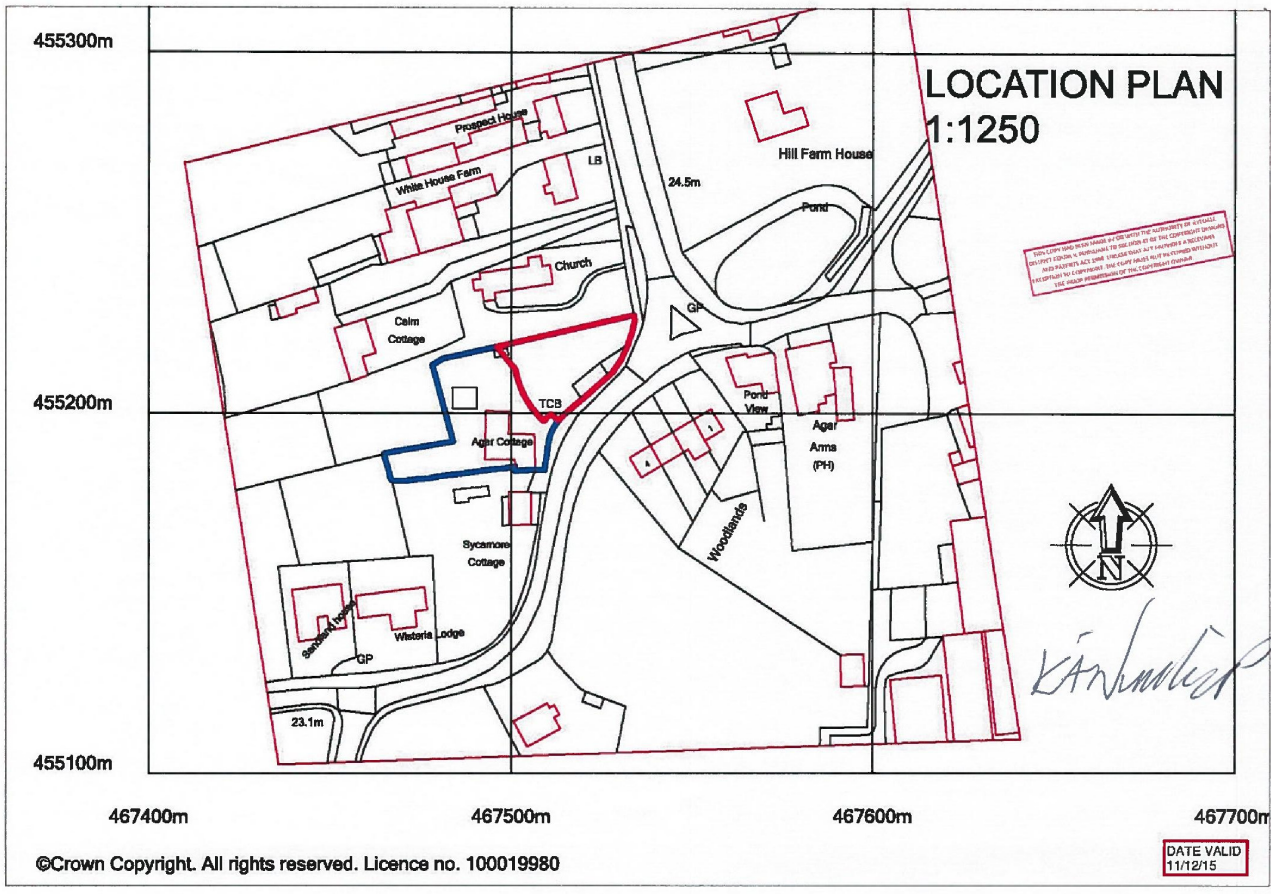 455300m
LOCATION PLAN
1:1250
Prospect House
LB
Hill Farm House
White House Farm
24.5m
Pond
Church
GP
Calm
Cottage
455200m
TCB
Pond
View
Agar
Arms
(PH)
1
4
Agar Cottage
Woodlands
Sycamore
Cottage
N
Sandland house
Wisteria Lodge
GP
23.1m
455100m
467400m
467500m
467600m
467700m
©Crown Copyright. All rights reserved. Licence no. 100019980
DATE VALID
11/12/15